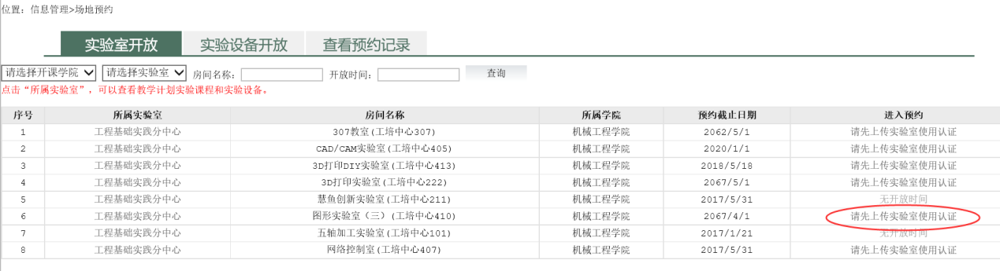 位置：信息管理>场地预约
实验室开放 实验设备开放 查看预约记录
请选择开课学院 请选择实验室 房间名称： 开放时间： 查询
点击“所属实验室”，可以查看教学计划实验课程和实验设备。
序号 所属实验室 房间名称 所属学院 预约截止日期 进入预约
1 工程基础实践分中心 307教室(工培中心307) 机械工程学院 2062/5/1 请先上传实验室使用认证
2 工程基础实践分中心 CAD/CAM实验室(工培中心405) 机械工程学院 2020/1/1 请先上传实验室使用认证
3 工程基础实践分中心 3D打印DIY实验室(工培中心413) 机械工程学院 2018/5/18 请先上传实验室使用认证
4 工程基础实践分中心 3D打印实验室(工培中心222) 机械工程学院 2067/5/1 请先上传实验室使用认证
5 工程基础实践分中心 慧鱼创新实验室(工培中心211) 机械工程学院 2017/5/31 无开放时间
6 工程基础实践分中心 图形实验室（三）(工培中心410) 机械工程学院 2067/4/1 请先上传实验室使用认证
7 工程基础实践分中心 五轴加工实验室(工培中心101) 机械工程学院 2017/1/21 无开放时间
8 工程基础实践分中心 网络控制室(工培中心407) 机械工程学院 2017/5/31 请先上传实验室使用认证